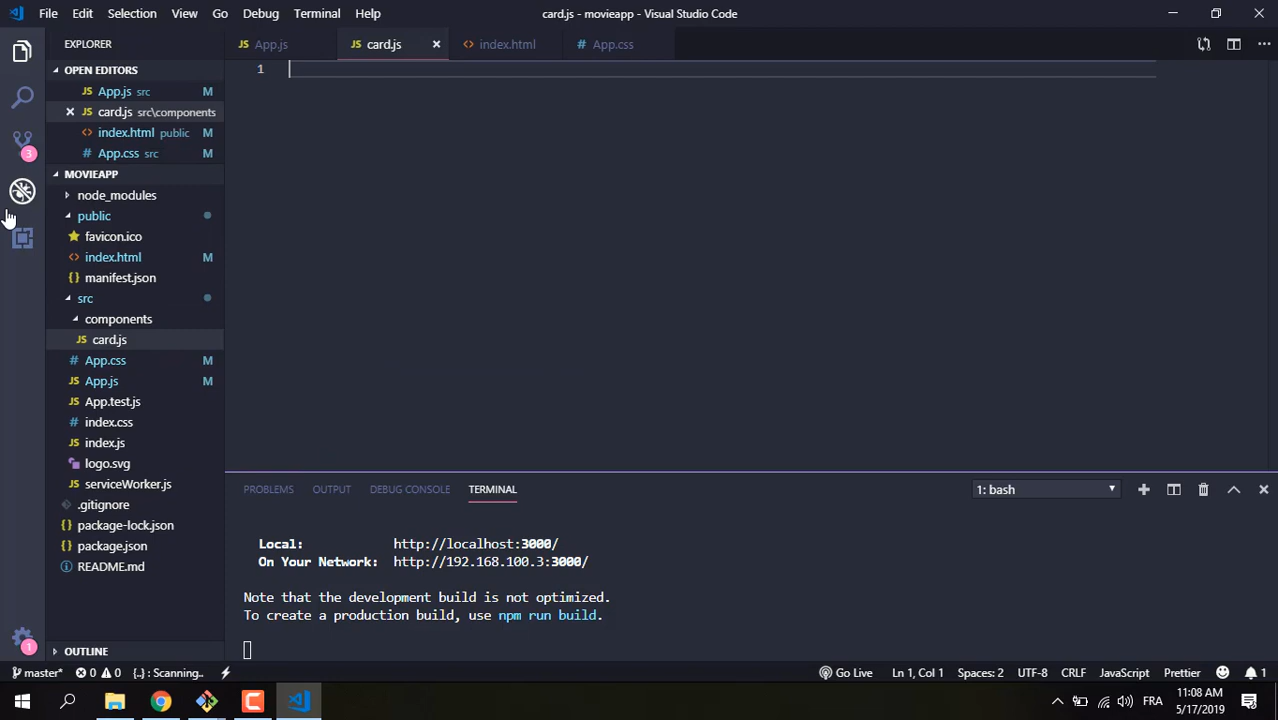 File Edit Selection View Go Debug Terminal Help
card.js - movieapp - Visual Studio Code
EXPLORER
JS App.js
JS card.js
<> index.html
# App.css
OPEN EDITORS
JS App.js src M
JS card.js src\components
<> index.html public M
# App.css src M
1
3
MOVIEAPP
node_modules
public
favicon.ico
<> index.html M
{} manifest.json
src
components
JS card.js
# App.css M
JS App.js M
JS App.test.js
# index.css
JS index.js
logo.svg
JS serviceWorker.js
.gitignore
{} package-lock.json
{} package.json
README.md
OUTLINE
1
PROBLEMS OUTPUT DEBUG CONSOLE TERMINAL
1: bash
Local: http://localhost:3000/
On Your Network: http://192.168.100.3:3000/
Note that the development build is not optimized.
To create a production build, use npm run build.
master* 0 0 {..} : Scanning..
Go Live Ln 1, Col 1 Spaces: 2 UTF-8 CRLF JavaScript Prettier 1
FRA
11:08 AM
5/17/2019